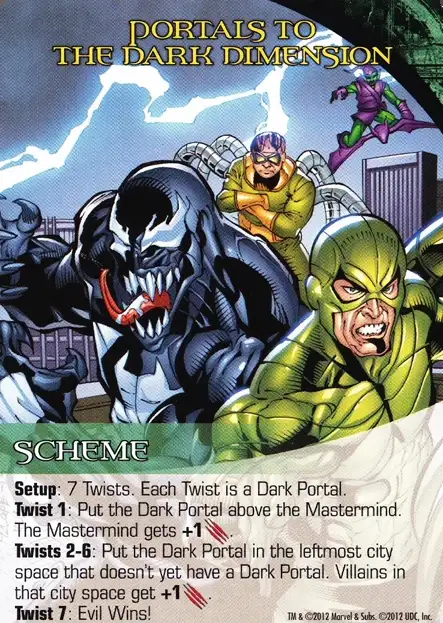 PORTALS TO
THE DARK DIMENSION
SCHEME
Setup: 7 Twists. Each Twist is a Dark Portal.
Twist 1: Put the Dark Portal above the Mastermind.
The Mastermind gets +1.
Twists 2-6: Put the Dark Portal in the leftmost city
space that doesn't yet have a Dark Portal. Villains in
that city space get +1.
Twist 7: Evil Wins!
TM & ©2012 Marvel & Subs. ©2012 UDC, Inc.